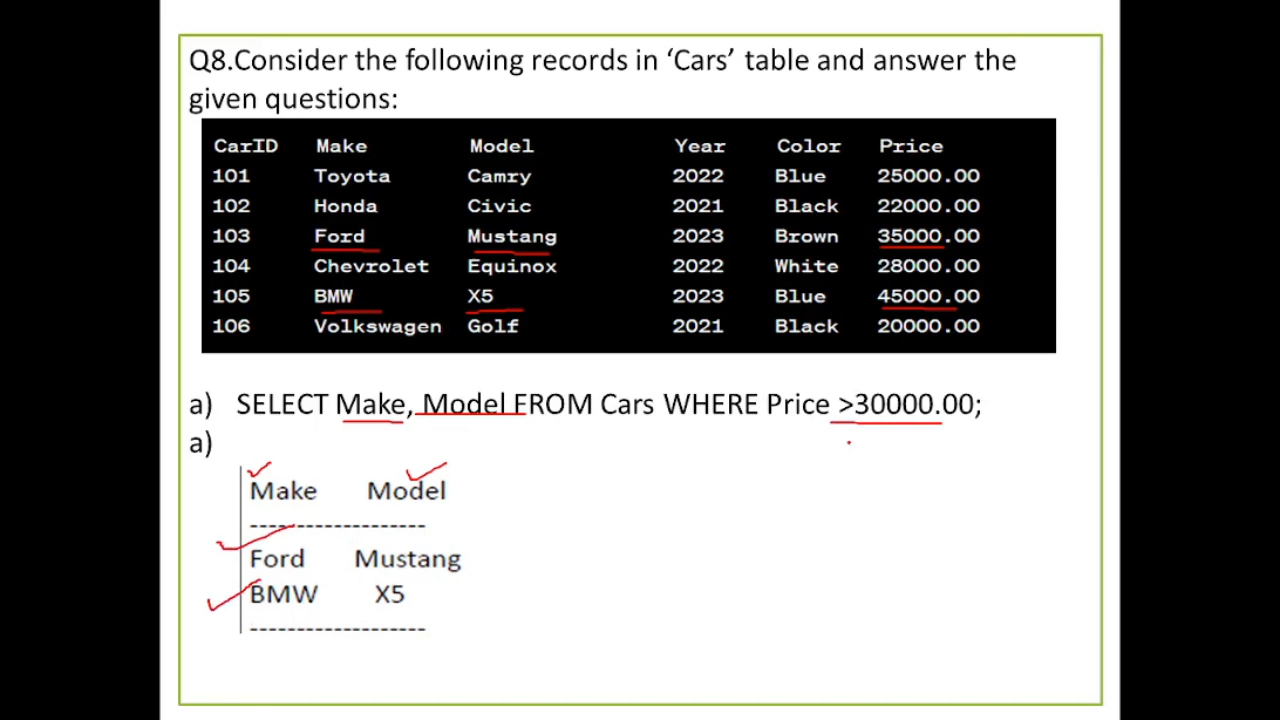 Q8.Consider the following records in ‘Cars’ table and answer the
given questions:
CarID Make Model Year Color Price
101 Toyota Camry 2022 Blue 25000.00
102 Honda Civic 2021 Black 22000.00
103 Ford Mustang 2023 Brown 35000.00
104 Chevrolet Equinox 2022 White 28000.00
105 BMW X5 2023 Blue 45000.00
106 Volkswagen Golf 2021 Black 20000.00
a) SELECT Make, Model FROM Cars WHERE Price >30000.00;
a)
Make Model
-------------------
Ford Mustang
BMW X5
-------------------